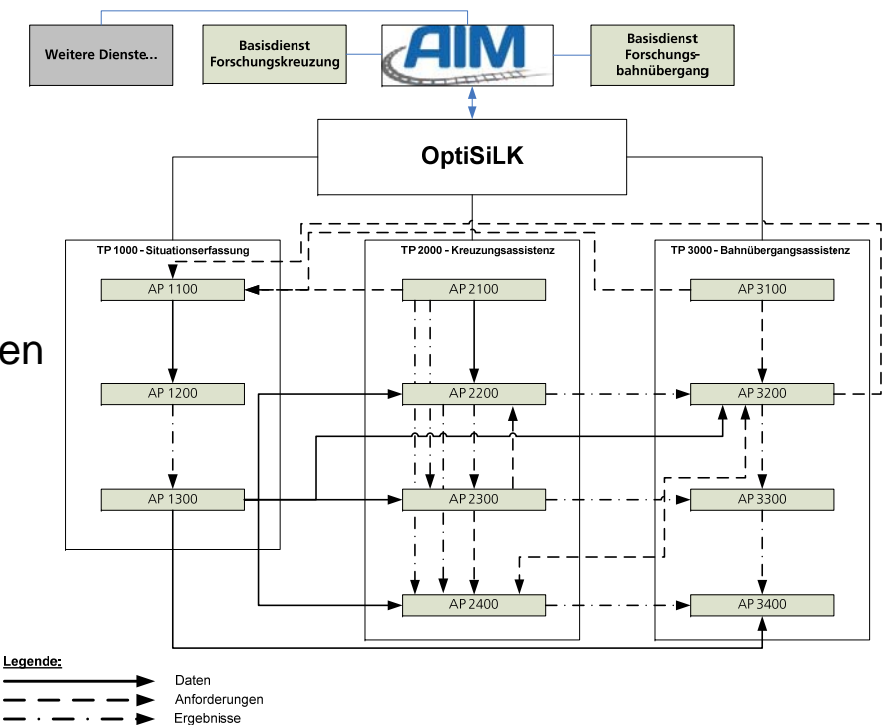 Weitere Dienste...
Basisdienst
Forschungskreuzung
AIM
Basisdienst
Forschungs-
bahnübergang
OptiSiLK
TP 1000 - Situationserfassung
AP 1100
AP 1200
AP 1300
TP 2000 - Kreuzungsassistenz
AP 2100
AP 2200
AP 2300
AP 2400
TP 3000 - Bahnübergangsassistenz
AP 3100
AP 3200
AP 3300
AP 3400
en
Legende:
Daten
Anforderungen
Ergebnisse